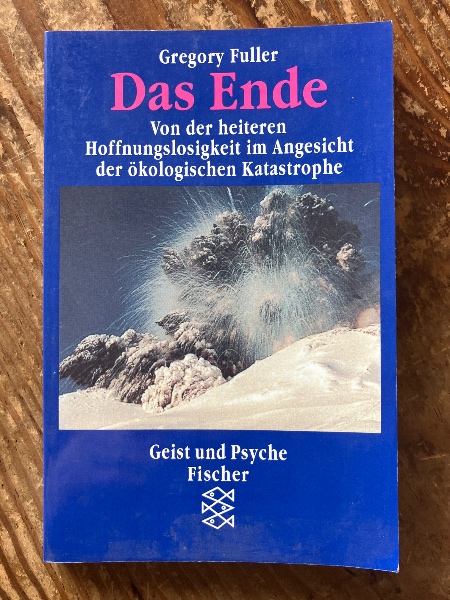 Gregory Fuller
Das Ende
Von der heiteren
Hoffnungslosigkeit im Angesicht
der ökologischen Katastrophe
Geist und Psyche
Fischer